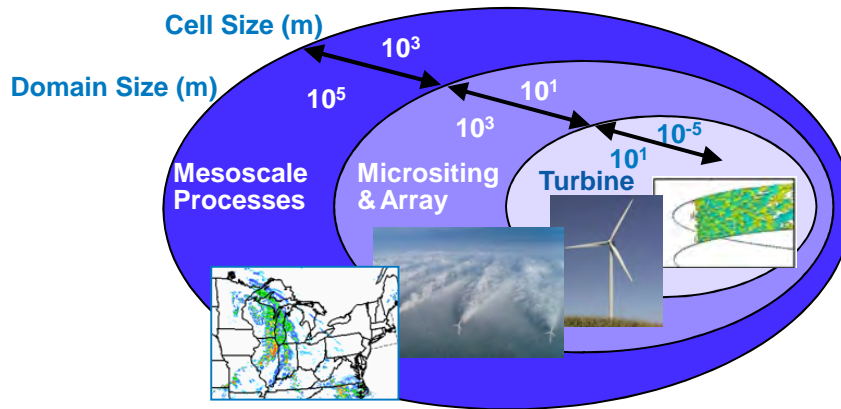 Cell Size (m)
10³
Domain Size (m)
10⁵
10¹
10³
10⁻⁵
10¹
Mesoscale
Processes
Micrositing
& Array
Turbine